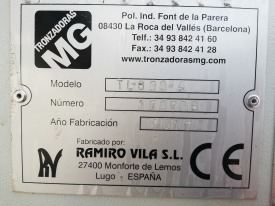 TRONZADORAS
MG
Pol. Ind. Font de la Parera
08430 La Roca del Vallés (Barcelona)
Telf.: 34 93 842 41 60
Fax.: 34 93 842 41 28
www.tronzadorasmg.com
Modelo
Número
Año Fabricación
Fabricado por:
RAMIRO VILA S.L.
27400 Monforte de Lemos
Lugo - ESPAÑA
CE